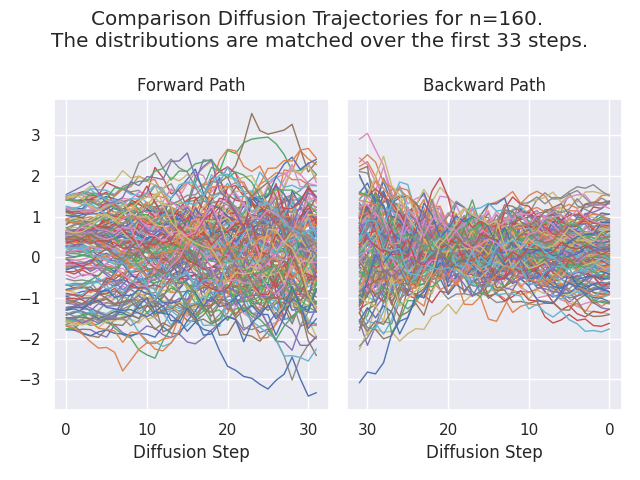 Comparison Diffusion Trajectories for n=160.
The distributions are matched over the first 33 steps.
Forward Path
Backward Path
3
2
1
0
−1
−2
−3
0 10 20 30
30 20 10 0
Diffusion Step
Diffusion Step